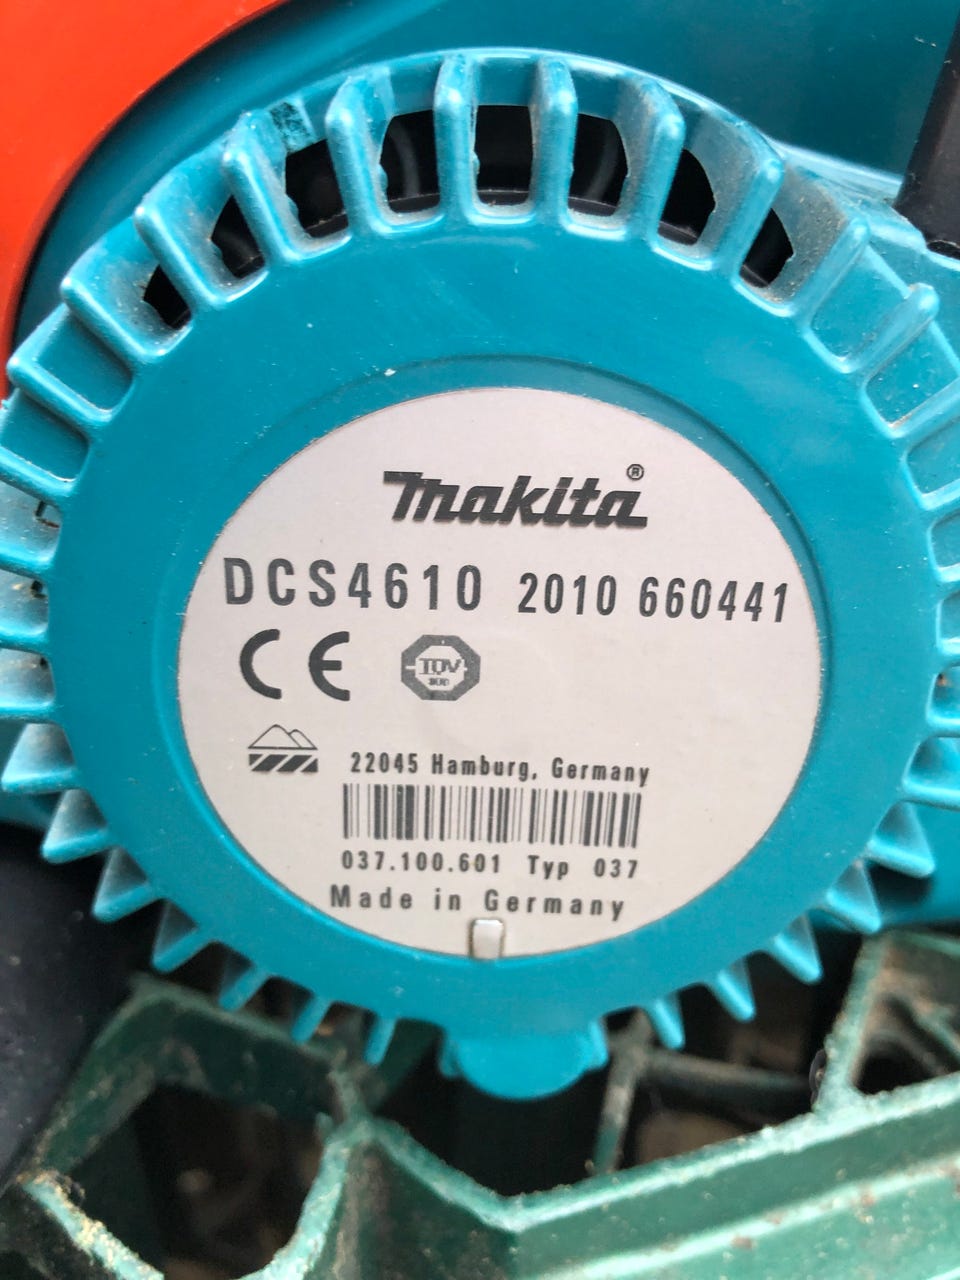 makita®
DCS4610 2010 660441
CE TÜV
22045 Hamburg, Germany
037.100.601 Typ 037
Made in Germany